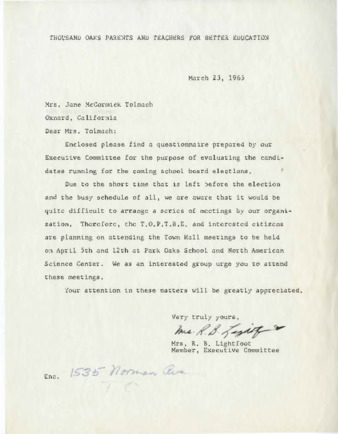 THOUSAND OAKS PARENTS AND TEACHERS FOR BETTER EDUCATION
March 23, 1965
Mrs. Jane McCormick Tolmach
Oxnard, California
Dear Mrs. Tolmach:
Enclosed please find a questionnaire prepared by our
Executive Committee for the purpose of evaluating the candi-
dates running for the coming school board elections.
Due to the short time that is left before the election
and the busy schedule of all, we are aware that it would be
quite difficult to arrange a series of meetings by our organi-
zation. Therefore, the T.O.P.T.B.E. and interested citizens
are planning on attending the Town Hall meetings to be held
on April 5th and 12th at Park Oaks School and North American
Science Center. We as an interested group urge you to attend
these meetings.
Your attention in these matters will be greatly appreciated.
Very truly yours,
Mrs. R. B. Lightfoot
Mrs. R. B. Lightfoot
Member, Executive Committee
Enc. 1535 Norman Ave